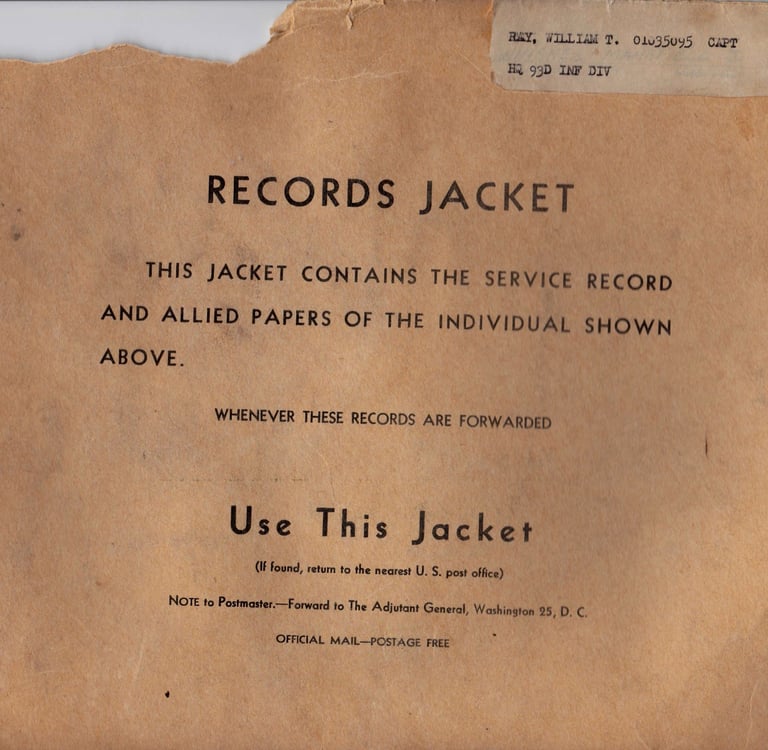 RAY, WILLIAM T. 01035095 CAPT
HQ 93D INF DIV
RECORDS JACKET
THIS JACKET CONTAINS THE SERVICE RECORD
AND ALLIED PAPERS OF THE INDIVIDUAL SHOWN
ABOVE.
WHENEVER THESE RECORDS ARE FORWARDED
Use This Jacket
(If found, return to the nearest U. S. post office)
NOTE to Postmaster.—Forward to The Adjutant General, Washington 25, D. C.
OFFICIAL MAIL—POSTAGE FREE